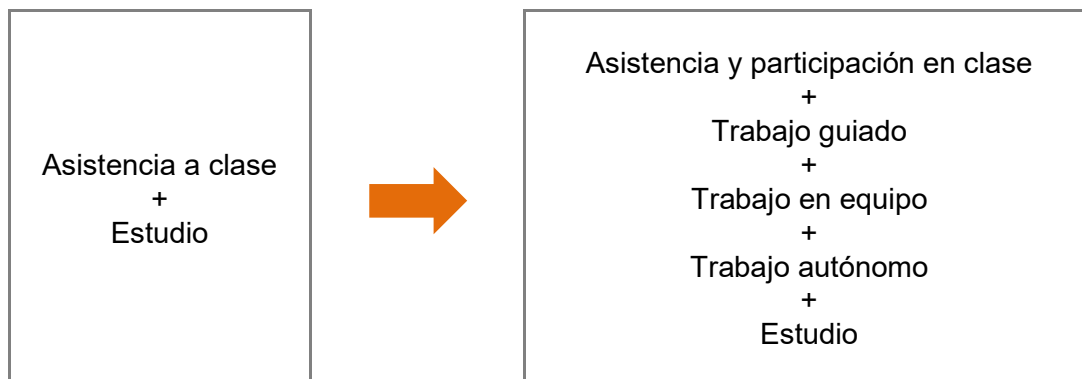 Asistencia a clase
+
Estudio
Asistencia y participación en clase
+
Trabajo guiado
+
Trabajo en equipo
+
Trabajo autónomo
+
Estudio